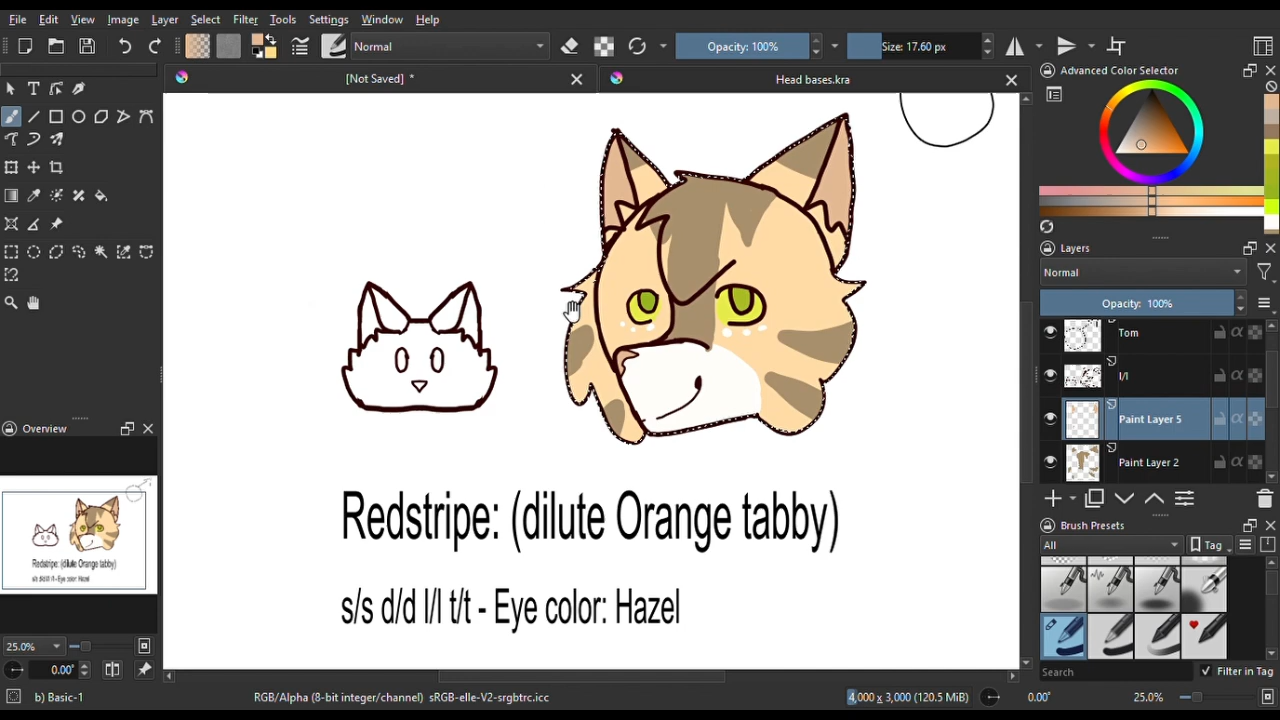 File Edit View Image Layer Select Filter Tools Settings Window Help
Normal Opacity: 100% Size: 17.60 px
[Not Saved] * Head bases.kra
Advanced Color Selector
Layers
Normal
Opacity: 100%
Tom
l/l
Paint Layer 5
Paint Layer 2
Brush Presets
All Tag
Search Filter in Tag
Overview
25.0%
0.00°
Redstripe: (dilute Orange tabby)
s/s d/d l/l t/t - Eye color: Hazel
b) Basic-1 RGB/Alpha (8-bit integer/channel) sRGB-elle-V2-srgbtrc.icc 4,000 x 3,000 (120.5 MiB) 0.00° 25.0%